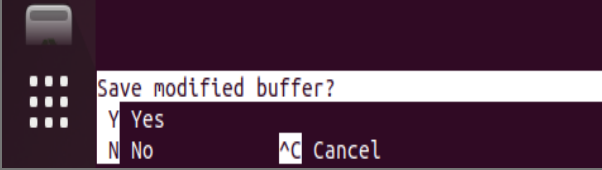 Save modified buffer?
Y Yes
N No ^C Cancel